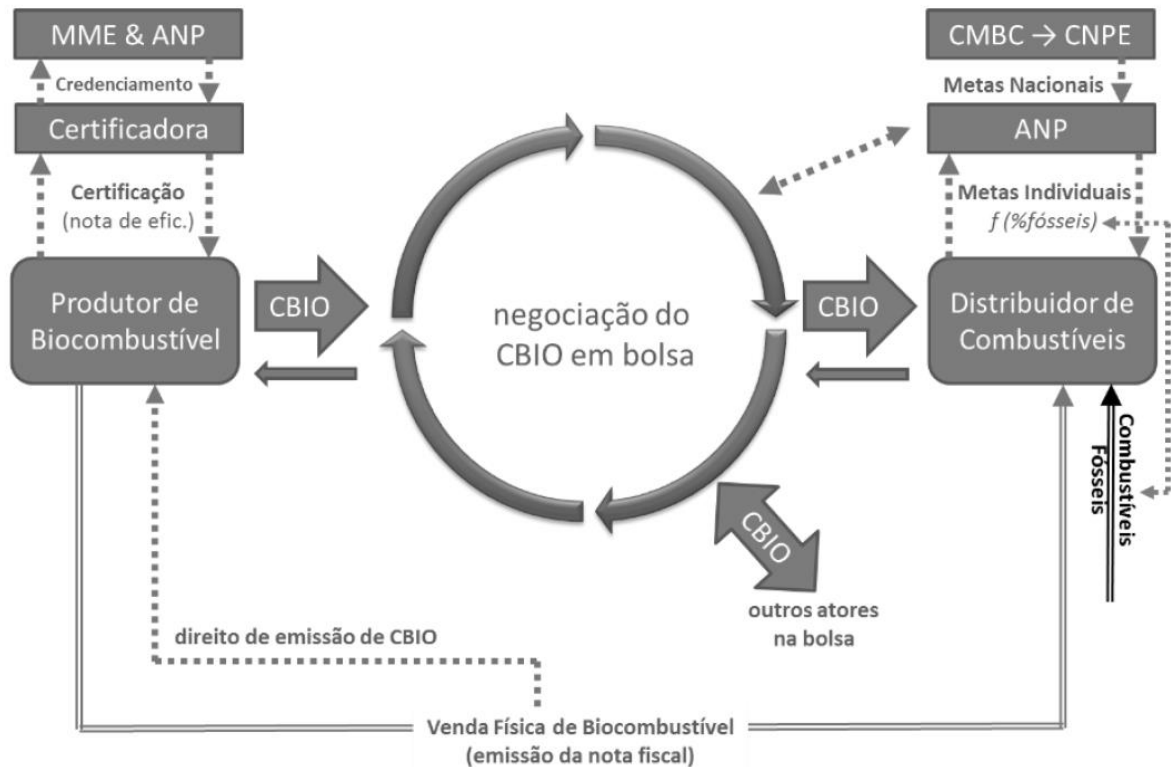 MME & ANP
Credenciamento
Certificadora
Certificação
(nota de efic.)
Produtor de
Biocombustível
CBIO
negociação do
CBIO em bolsa
CBIO
CMBC → CNPE
Metas Nacionais
ANP
Metas Individuais
f (%fósseis)
Distribuidor de
Combustíveis
Combustíveis
Fósseis
CBIO
outros atores
na bolsa
direito de emissão de CBIO
Venda Física de Biocombustível
(emissão da nota fiscal)